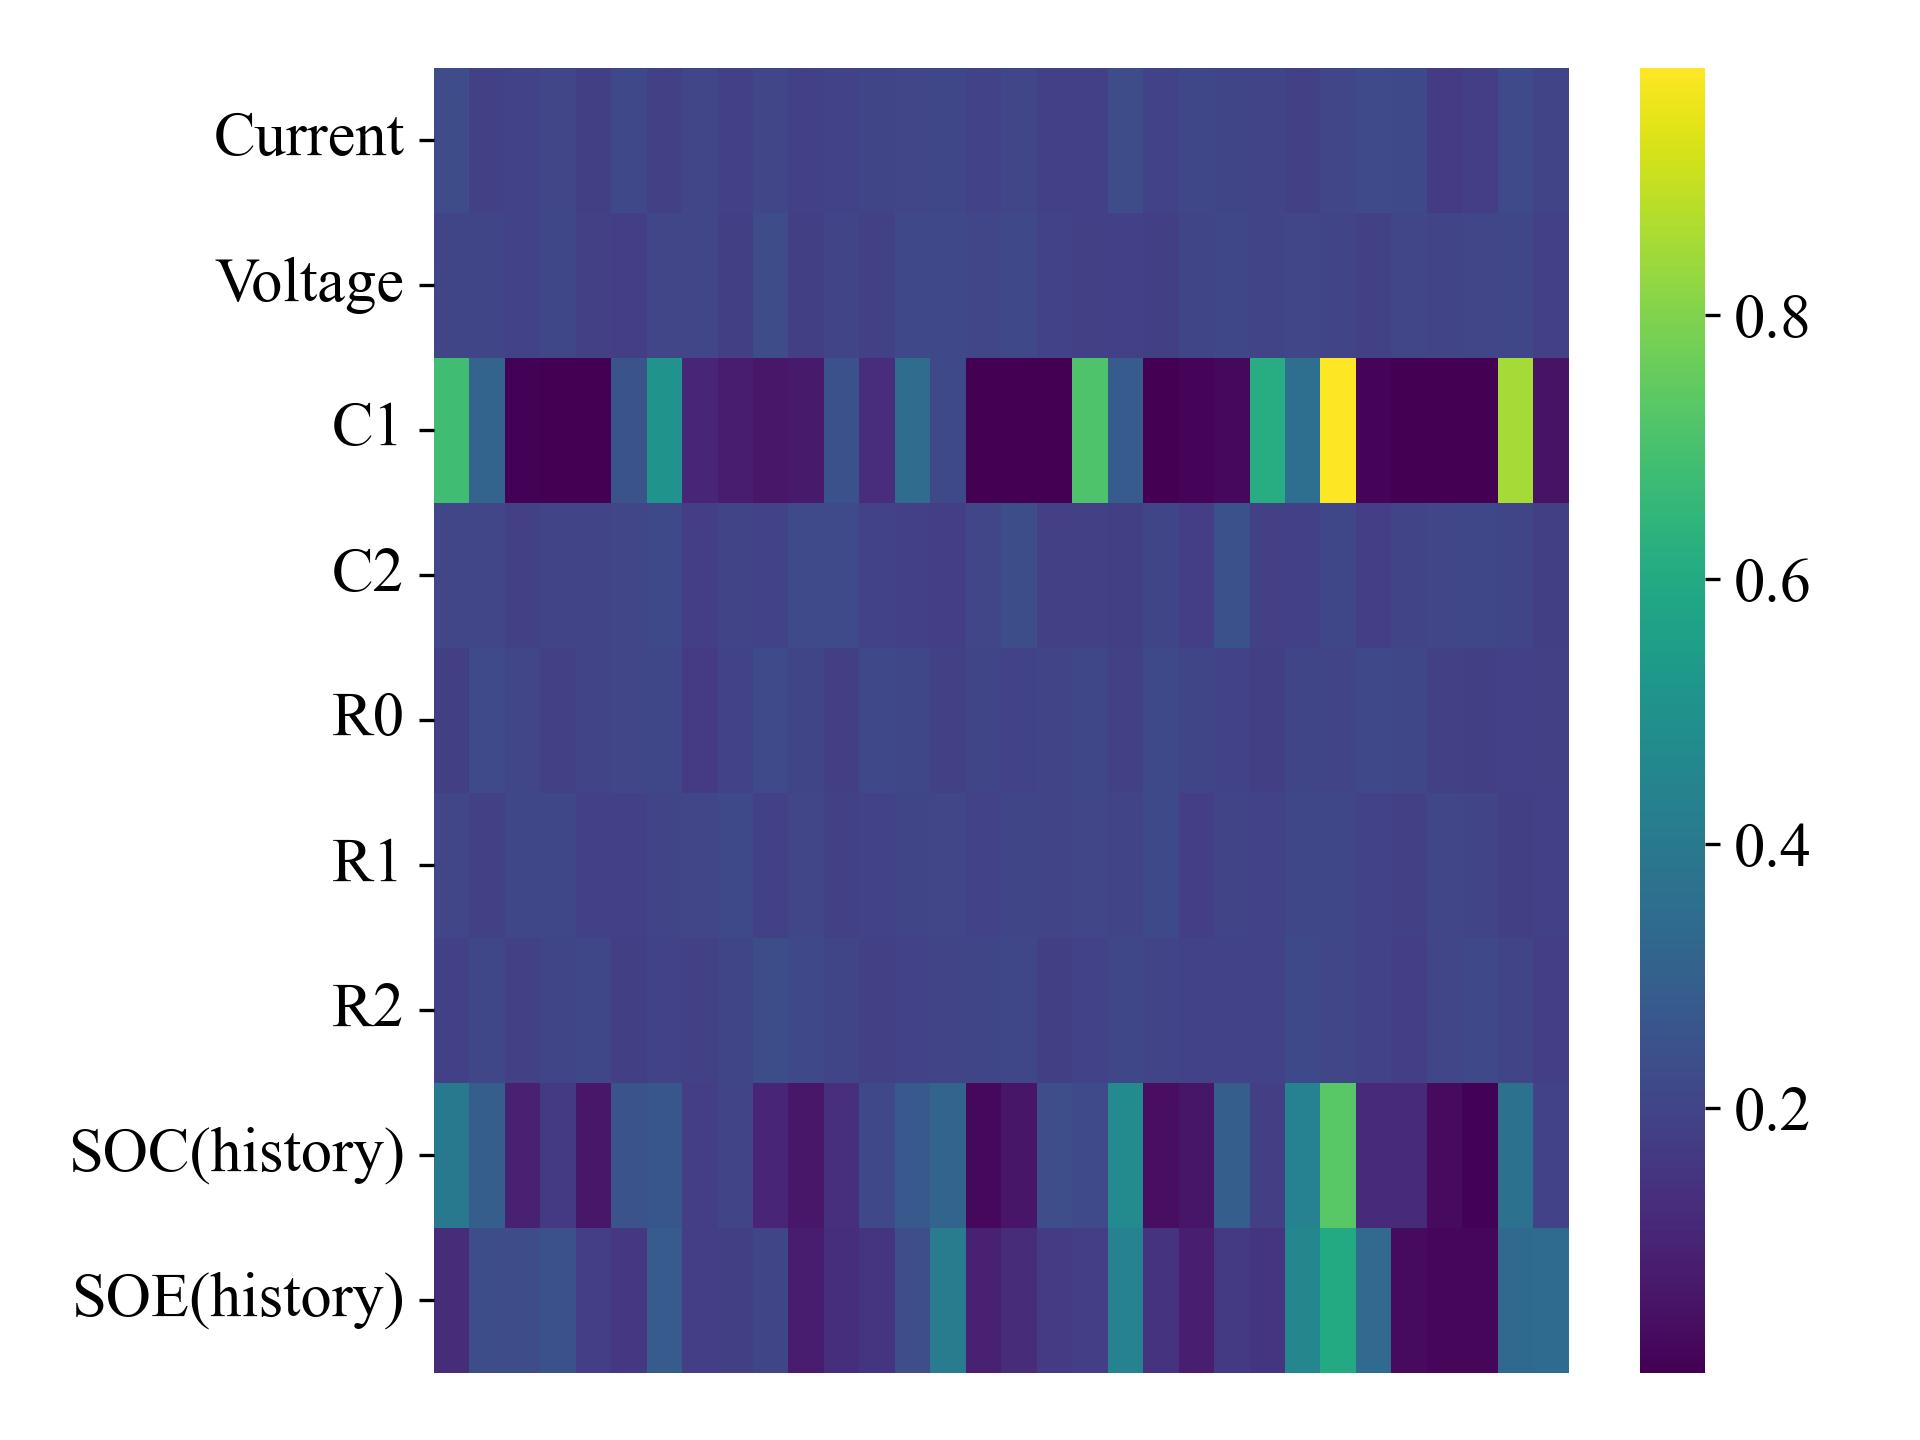 Current
Voltage
C1
C2
R0
R1
R2
SOC(history)
SOE(history)
0.8
0.6
0.4
0.2